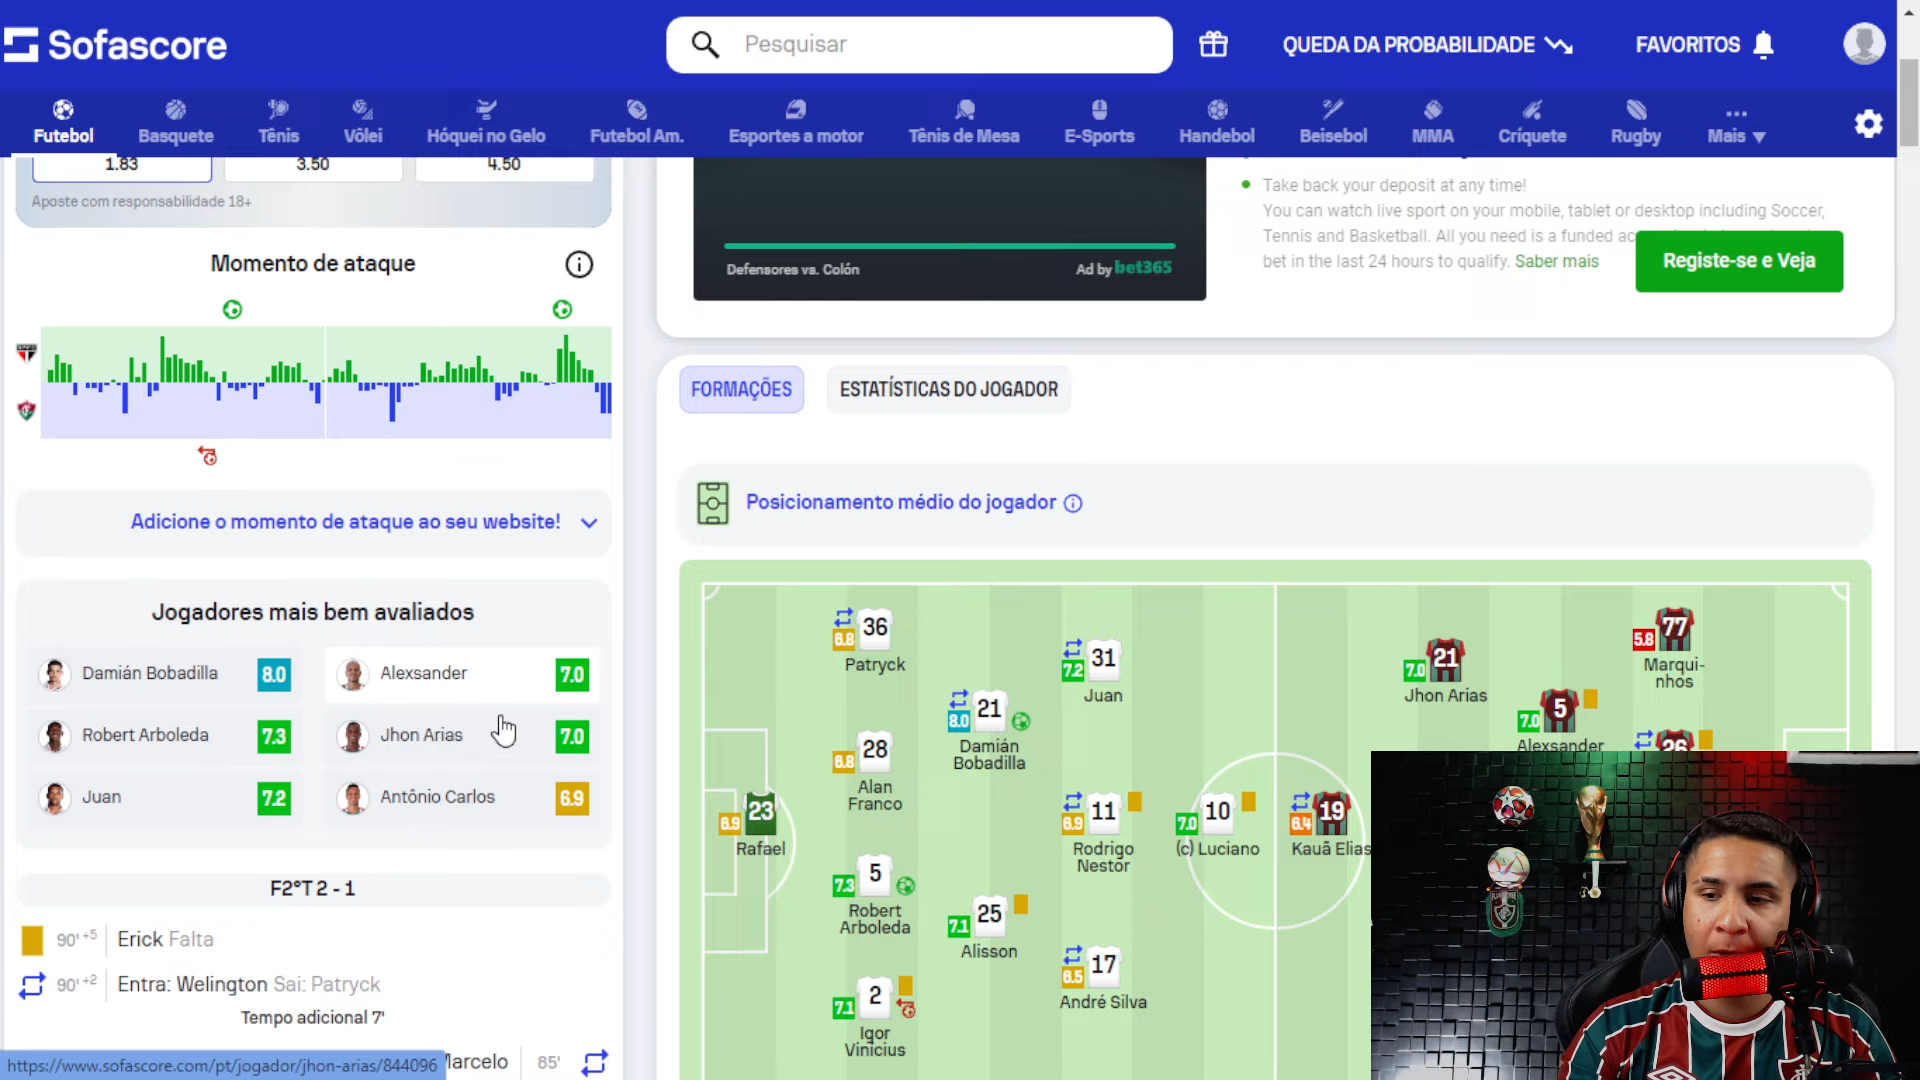 Sofascore
Pesquisar
QUEDA DA PROBABILIDADE
FAVORITOS
Futebol
Basquete
Tênis
Vôlei
Hóquei no Gelo
Futebol Am.
Esportes a motor
Tênis de Mesa
E-Sports
Handebol
Beisebol
MMA
Críquete
Rugby
Mais
1.83
3.50
4.50
Aposte com responsabilidade 18+
Momento de ataque
Adicione o momento de ataque ao seu website!
Jogadores mais bem avaliados
Damián Bobadilla 8.0
Alexsander 7.0
Robert Arboleda 7.3
Jhon Arias 7.0
Juan 7.2
Antônio Carlos 6.9
F2°T 2 - 1
90' +5 Erick Falta
90' +2 Entra: Welington Sai: Patryck
Tempo adicional 7'
Marcelo 85'
https://www.sofascore.com/pt/jogador/jhon-arias/844096
Defensores vs. Colón
Ad by bet365
Take back your deposit at any time!
You can watch live sport on your mobile, tablet or desktop including Soccer,
Tennis and Basketball. All you need is a funded
bet in the last 24 hours to qualify. Saber mais
Registe-se e Veja
FORMAÇÕES
ESTATÍSTICAS DO JOGADOR
Posicionamento médio do jogador
36
6.8
Patryck
31
7.2
Juan
21
7.0
Jhon Arias
77
5.8
Marqui-
nhos
21
8.0
Damián
Bobadilla
5
7.0
Alexsander
28
6.8
Alan
Franco
26
23
6.9
Rafael
11
6.9
Rodrigo
Nestor
10
7.0
(c) Luciano
19
6.4
Kauã Elias
5
7.3
Robert
Arboleda
25
7.1
Alisson
17
6.5
André Silva
2
7.1
Igor
Vinicius